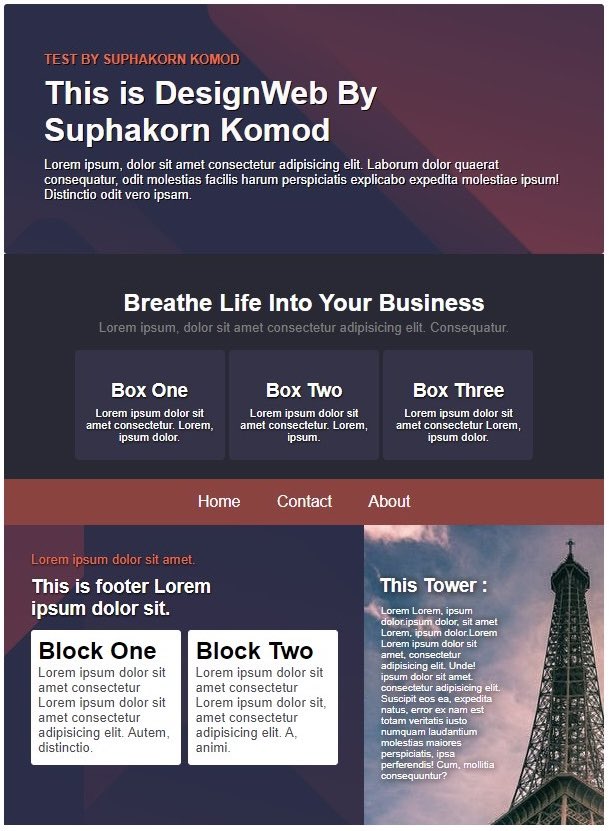 TEST BY SUPHAKORN KOMOD
This is DesignWeb By
Suphakorn Komod
Lorem ipsum, dolor sit amet consectetur adipisicing elit. Laborum dolor quaerat
consequatur, odit molestias facilis harum perspiciatis explicabo expedita molestiae ipsum!
Distinctio odit vero ipsam.
Breathe Life Into Your Business
Lorem ipsum, dolor sit amet consectetur adipisicing elit. Consequatur.
Box One
Lorem ipsum dolor sit
amet consectetur. Lorem,
ipsum dolor.
Box Two
Lorem ipsum dolor sit
amet consectetur. Lorem,
ipsum.
Box Three
Lorem ipsum dolor sit
amet consectetur Lorem,
ipsum dolor.
Home
Contact
About
Lorem ipsum dolor sit amet.
This is footer Lorem
ipsum dolor sit.
Block One
Lorem ipsum dolor sit
amet consectetur
Lorem ipsum dolor sit
amet consectetur
adipisicing elit. Autem,
distinctio.
Block Two
Lorem ipsum dolor sit
amet consectetur
Lorem ipsum dolor sit,
amet consectetur
adipisicing elit. A,
animi.
This Tower :
Lorem Lorem, ipsum
dolor.ipsum dolor, sit amet
Lorem, ipsum dolor.Lorem
Lorem ipsum dolor sit
amet, consectetur
adipisicing elit. Unde!
ipsum dolor sit amet.
consectetur adipisicing elit.
Suscipit eos ea, expedita
natus, error ex nam est
totam veritatis iusto
numquam laudantium
molestias maiores
perspiciatis, ipsa
perferendis! Cum, mollitia
consequuntur?